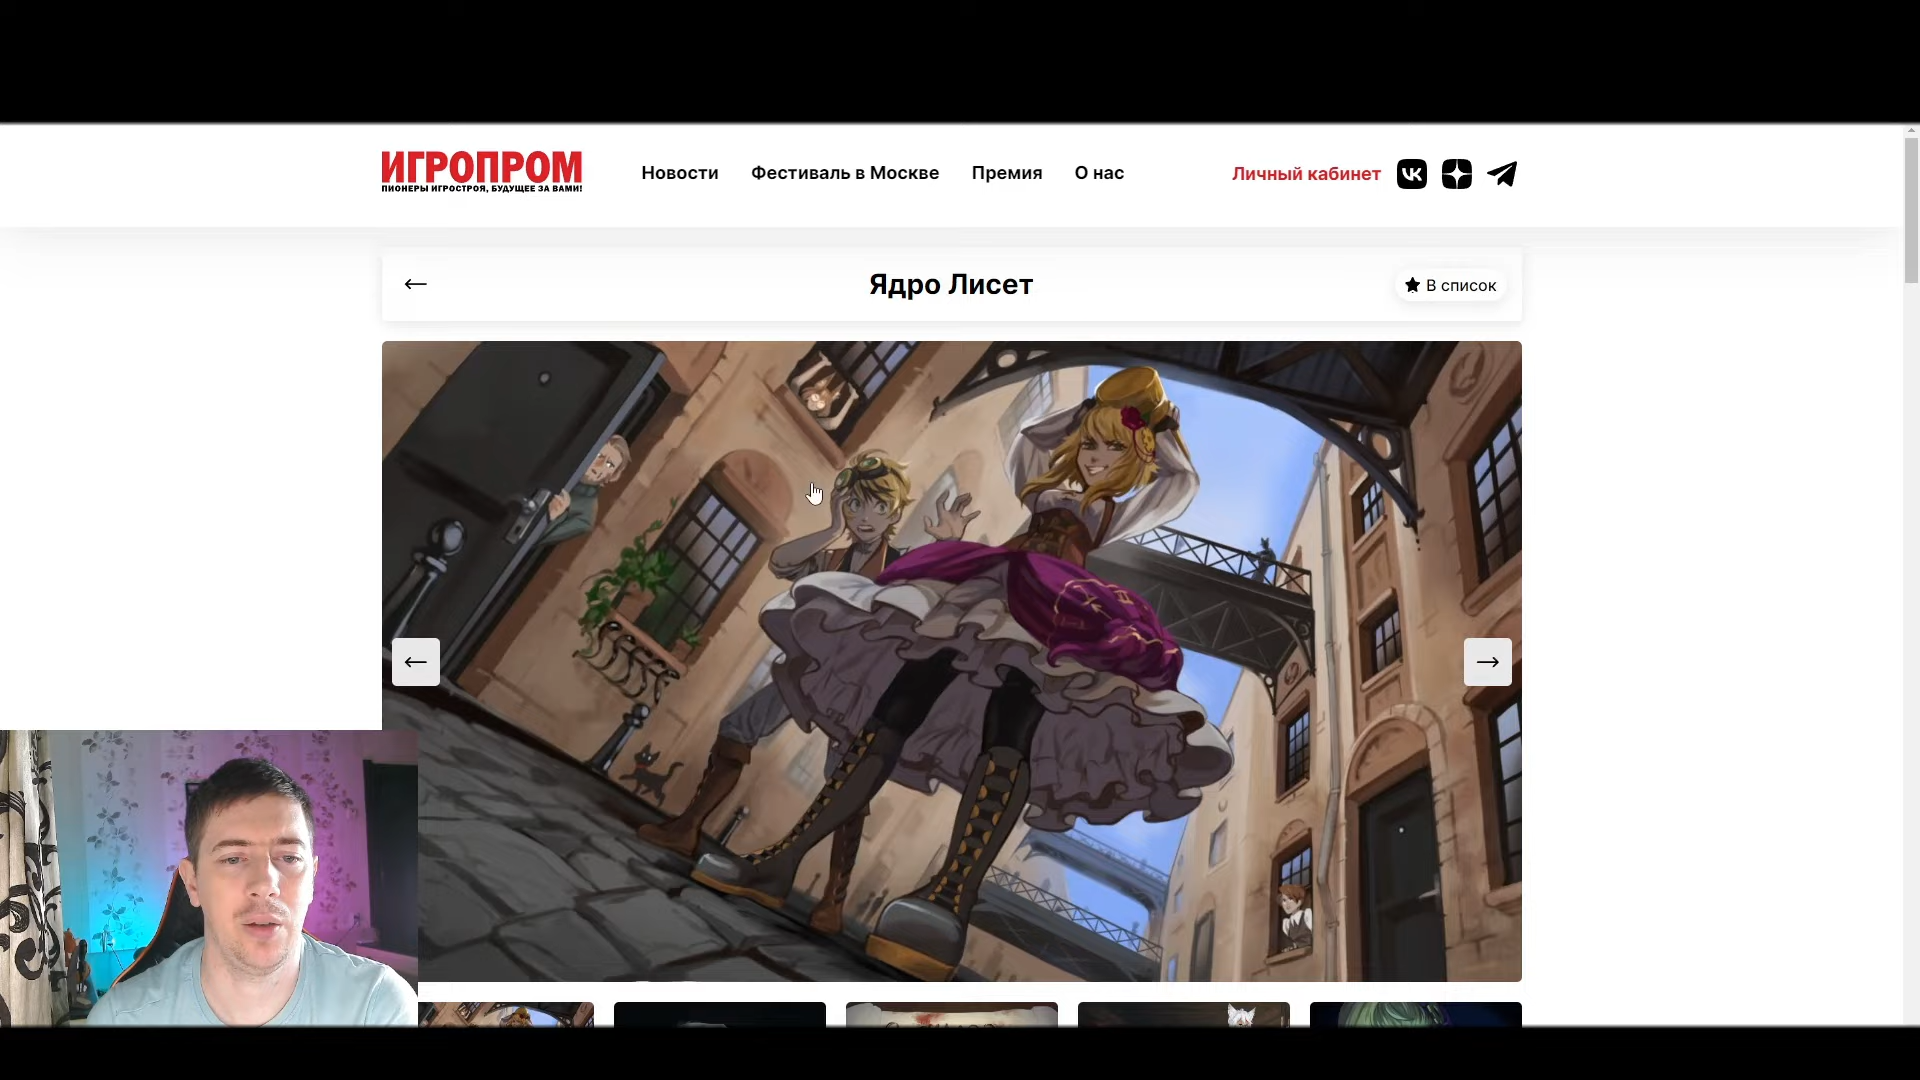 ИГРОПРОМ
ПИОНЕРЫ ИГРОСТРОЯ, БУДУЩЕЕ ЗА ВАМИ!
Новости
Фестиваль в Москве
Премия
О нас
Личный кабинет
Ядро Лисет
В список